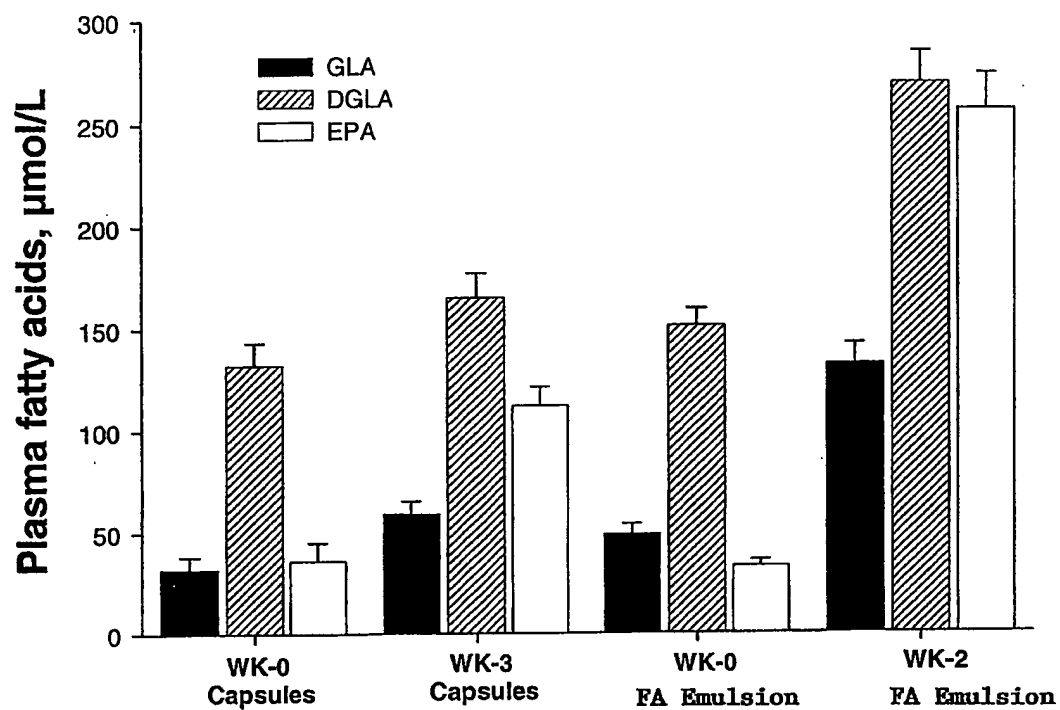 Plasma fatty acids, µmol/L
300
250
200
150
100
50
0
GLA
DGLA
EPA
WK-0
Capsules
WK-3
Capsules
WK-0
FA Emulsion
WK-2
FA Emulsion